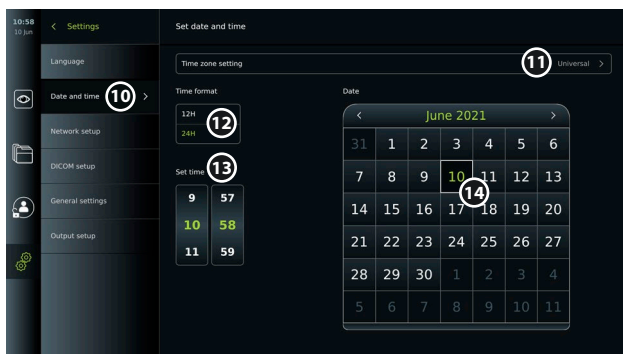 10:58
10 Jun
< Settings
Set date and time
Language
Date and time 10 >
Network setup
DICOM setup
General settings
Output setup
Time zone setting 11 Universal >
Time format
12H
24H
12
Set time 13
9 57
10 58
11 59
Date
< June 2021 >
31 1 2 3 4 5 6
7 8 9 10 11 12 13
14
14 15 16 17 18 19 20
21 22 23 24 25 26 27
28 29 30 1 2 3 4
5 6 7 8 9 10 11